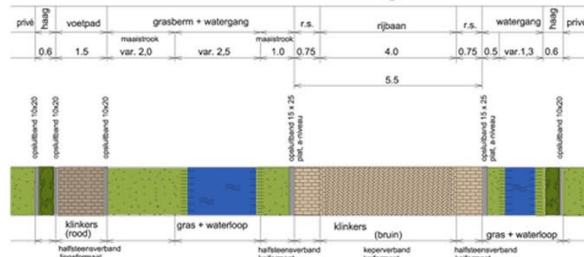 privé haag voetpad grasberm + watergang r.s. rijbaan r.s. watergang haag privé
maaistrook maaistrook
0.6 1.5 var. 2,0 var. 2,5 1.0 0.75 4.0 0.75 0.5 var.1,3 0.6
5.5
opsluitband 10x20
opsluitband 10x20
opsluitband 10x20
opsluitband 15 x 25
plat, a-niveau
opsluitband 15 x 25
plat, a-niveau
opsluitband 10x20
klinkers
(rood)
gras + waterloop
klinkers
(bruin)
gras + waterloop
halfsteensverband halfsteensverband keperverband halfsteensverband